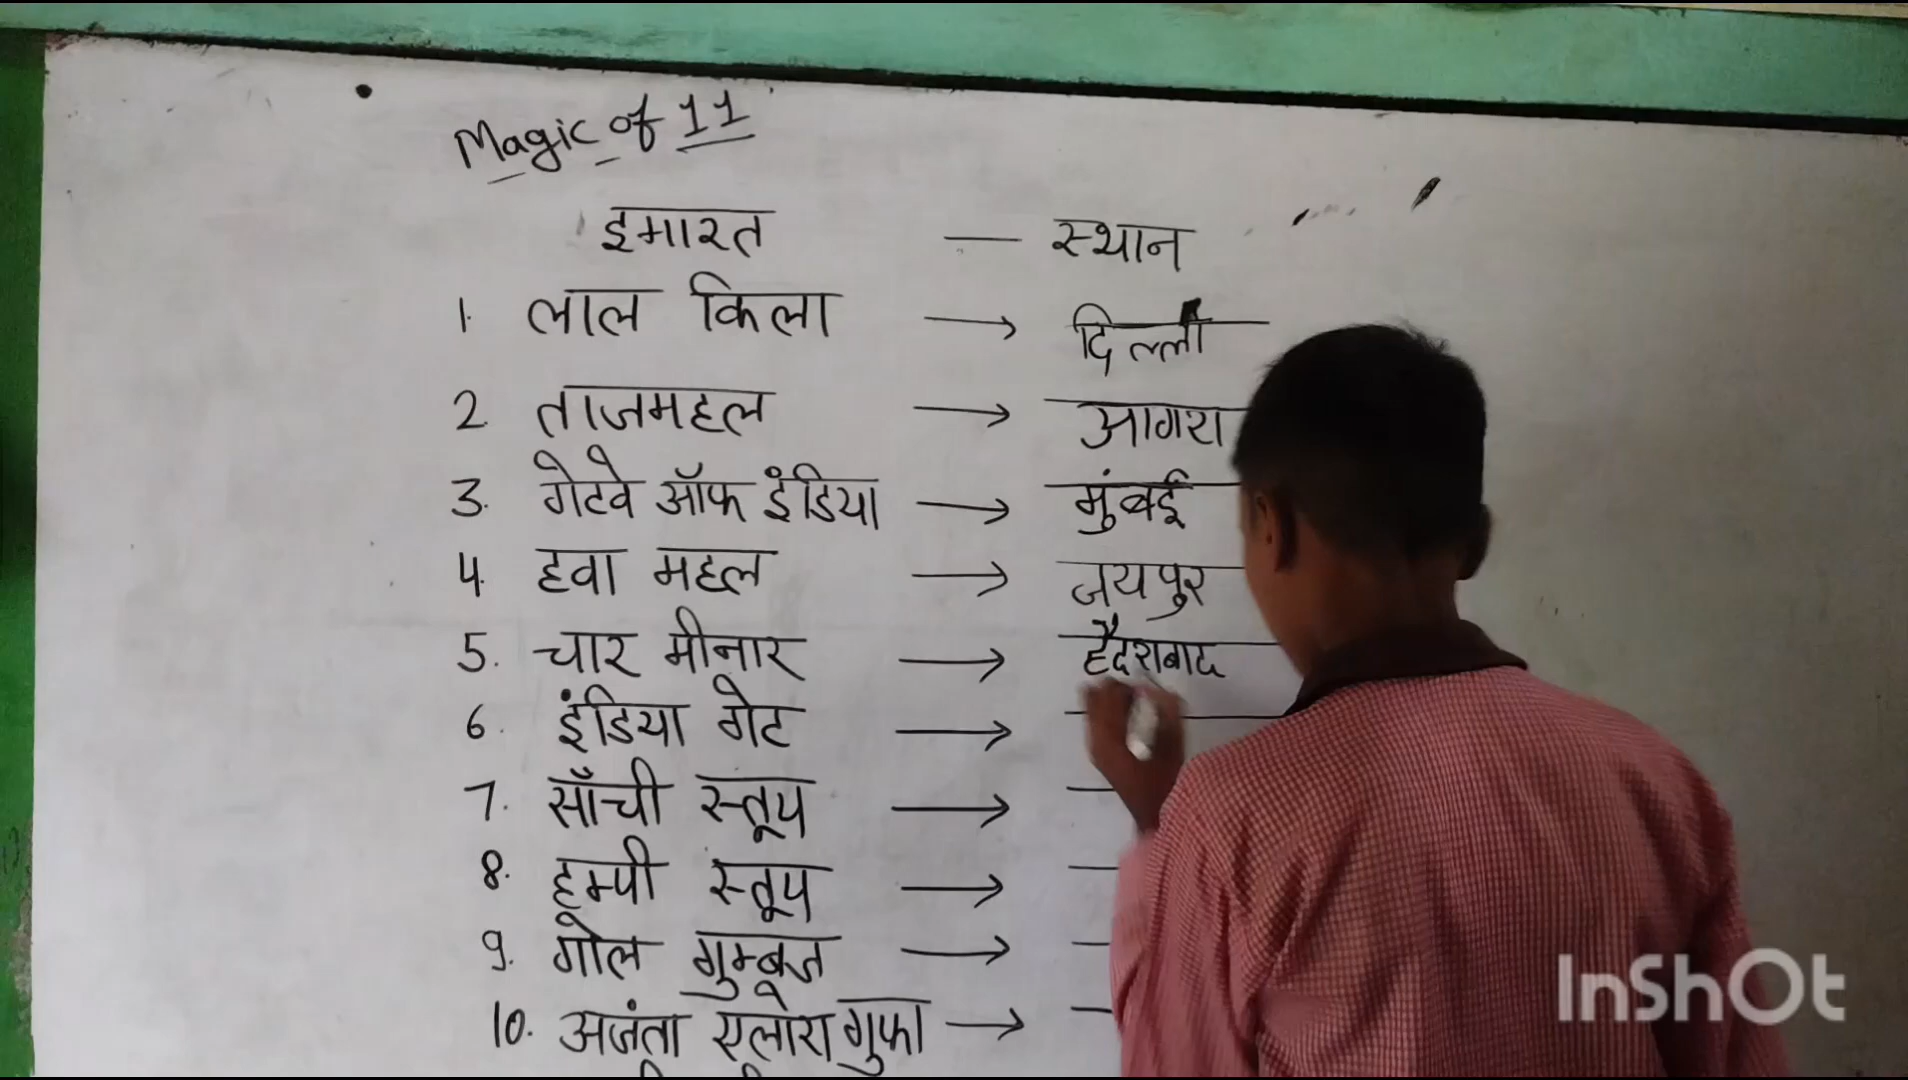 Magic of 11
इमारत — स्थान
1. लाल किला → दिल्ली
2. ताजमहल → आगरा
3. गेटवे ऑफ इंडिया → मुंबई
4. हवा महल → जयपुर
5. चार मीनार → हैदराबाद
6. इंडिया गेट →
7. साँची स्तूप →
8. हम्पी स्तूप →
9. गोल गुम्बज →
10. अजंता एलोरा गुफा →
InShOt